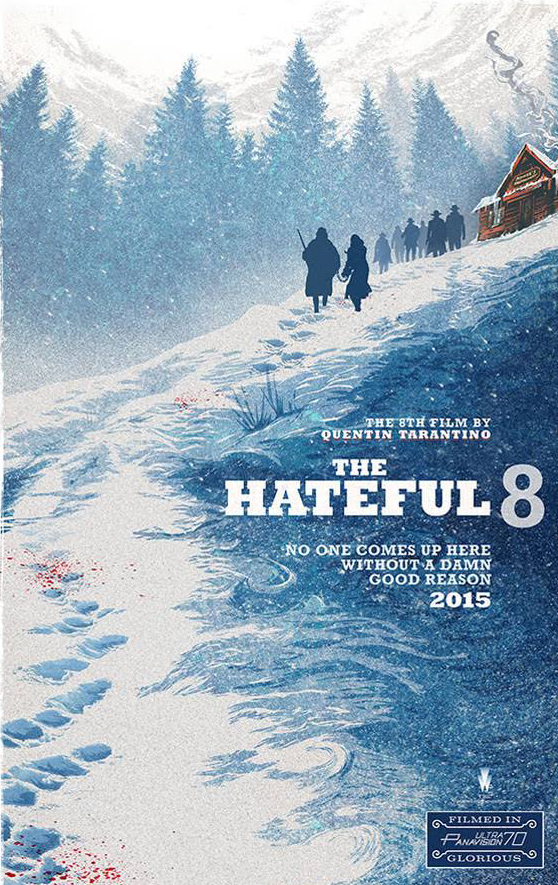 THE 8TH FILM BY
QUENTIN TARANTINO
THE
HATEFUL 8
NO ONE COMES UP HERE
WITHOUT A DAMN
GOOD REASON
2015
FILMED IN
ULTRA
PANAVISION 70
GLORIOUS